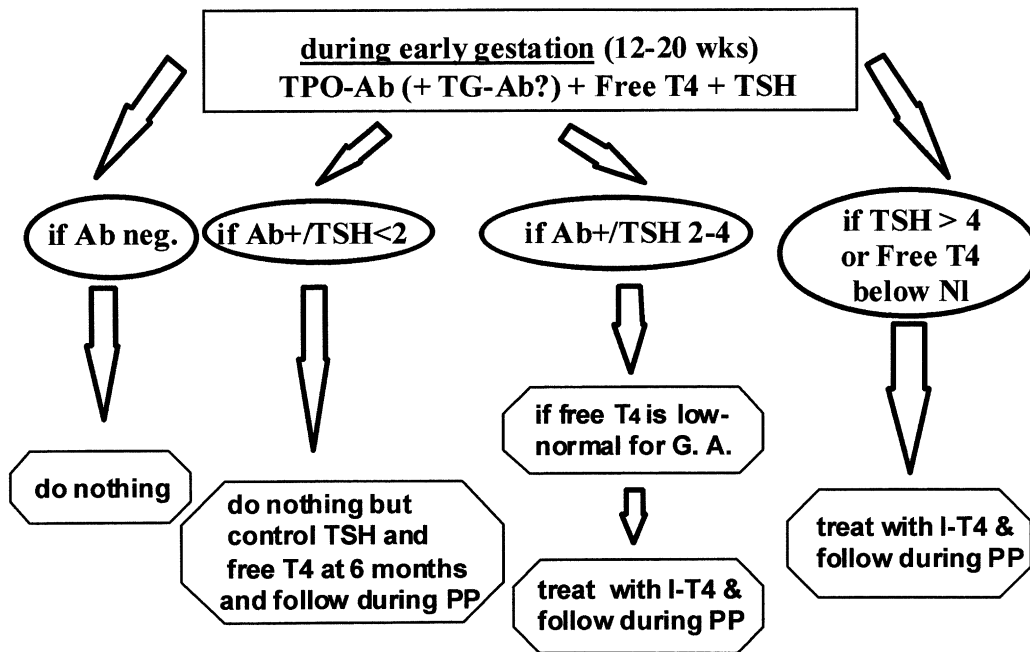 during early gestation (12-20 wks)
TPO-Ab (+ TG-Ab?) + Free T4 + TSH
if Ab neg.
if Ab+/TSH<2
if Ab+/TSH 2-4
if TSH > 4
or Free T4
below Nl
do nothing
do nothing but
control TSH and
free T4 at 6 months
and follow during PP
if free T4 is low-
normal for G. A.
treat with l-T4 &
follow during PP
treat with l-T4 &
follow during PP